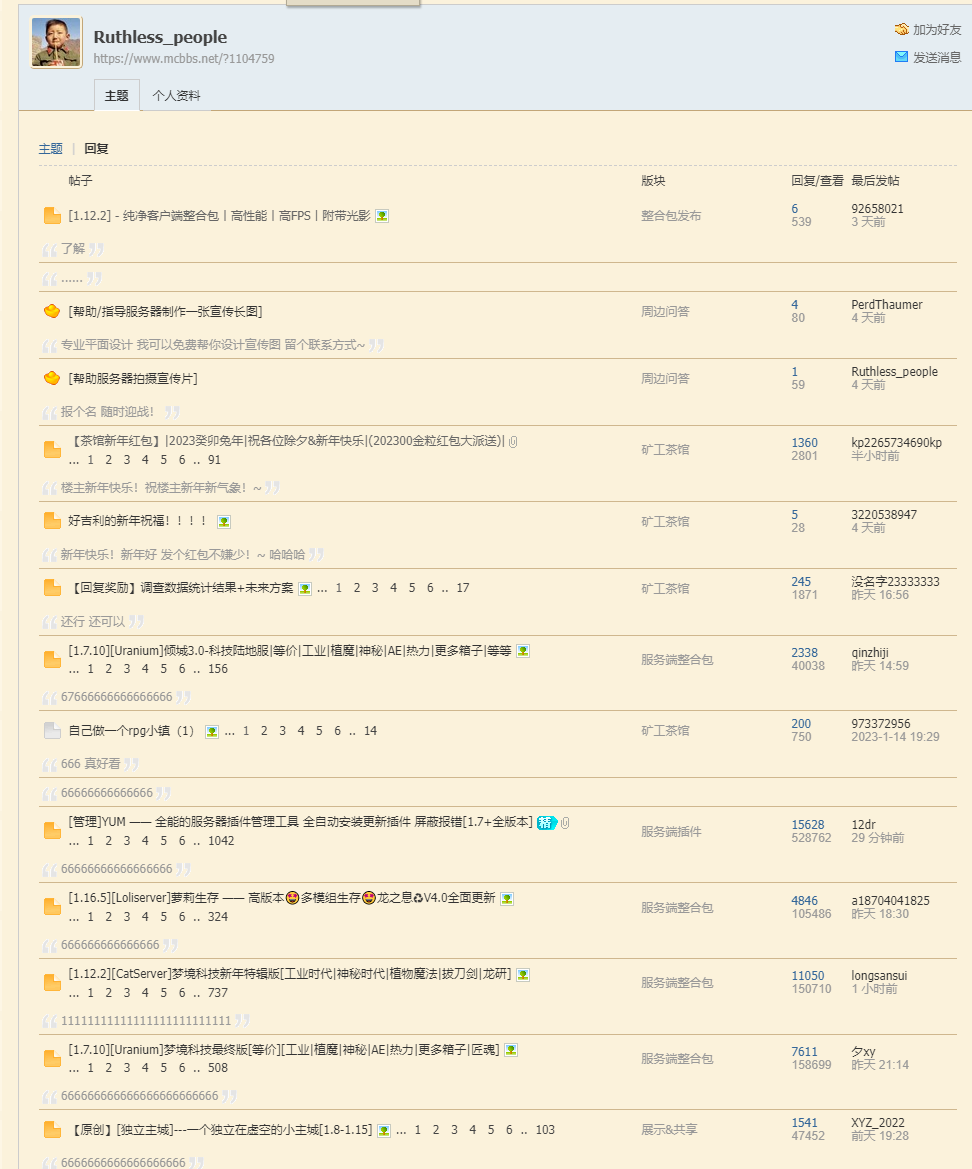 Ruthless_people
https://www.mcbbs.net/?1104759
加为好友
发送消息
主题 个人资料
主题 | 回复
帖子 版块 回复/查看 最后发帖
[1.12.2] - 纯净客户端整合包丨高性能丨高FPS丨附带光影 整合包发布 6 92658021
539 3 天前
了解
......
[帮助/指导服务器制作一张宣传长图] 周边问答 4 PerdThaumer
80 4 天前
专业平面设计 我可以免费帮你设计宣传图 留个联系方式~
[帮助服务器拍摄宣传片] 周边问答 1 Ruthless_people
59 4 天前
报个名 随时迎战！
【茶馆新年红包】|2023癸卯兔年|祝各位除夕&新年快乐|(202300金粒红包大派送)| 矿工茶馆 1360 kp2265734690kp
... 1 2 3 4 5 6 .. 91 2801 半小时前
楼主新年快乐！祝楼主新年新气象！~
好吉利的新年祝福！！！！ 矿工茶馆 5 3220538947
28 4 天前
新年快乐！新年好 发个红包不嫌少！~ 哈哈哈
【回复奖励】调查数据统计结果+未来方案 ... 1 2 3 4 5 6 .. 17 矿工茶馆 245 没名字23333333
1871 昨天 16:56
还行 还可以
[1.7.10][Uranium]倾城3.0-科技陆地服|等价|工业|植魔|神秘|AE|热力|更多箱子|等等 服务端整合包 2338 qinzhiji
... 1 2 3 4 5 6 .. 156 40038 昨天 14:59
67666666666666666
自己做一个rpg小镇（1） ... 1 2 3 4 5 6 .. 14 矿工茶馆 200 973372956
750 2023-1-14 19:29
666 真好看
66666666666666
[管理]YUM —— 全能的服务器插件管理工具 全自动安装更新插件 屏蔽报错[1.7+全版本] 精 服务端插件 15628 12dr
... 1 2 3 4 5 6 .. 1042 528762 29 分钟前
66666666666666666
[1.16.5][Loliserver]萝莉生存 —— 高版本😍多模组生存😍龙之息♻V4.0全面更新 服务端整合包 4846 a18704041825
... 1 2 3 4 5 6 .. 324 105486 昨天 18:30
666666666666666
[1.12.2][CatServer]梦境科技新年特辑版[工业时代|神秘时代|植物魔法|拔刀剑|龙研] 服务端整合包 11050 longsansui
... 1 2 3 4 5 6 .. 737 150710 1 小时前
11111111111111111111111111
[1.7.10][Uranium]梦境科技最终版[等价][工业|植魔|神秘|AE|热力|更多箱子|匠魂] 服务端整合包 7611 夕xy
... 1 2 3 4 5 6 .. 508 158699 昨天 21:14
666666666666666666666666
【原创】[独立主城]---一个独立在虚空的小主城[1.8-1.15] ... 1 2 3 4 5 6 .. 103 展示&共享 1541 XYZ_2022
47452 前天 19:28
6666666666666666666